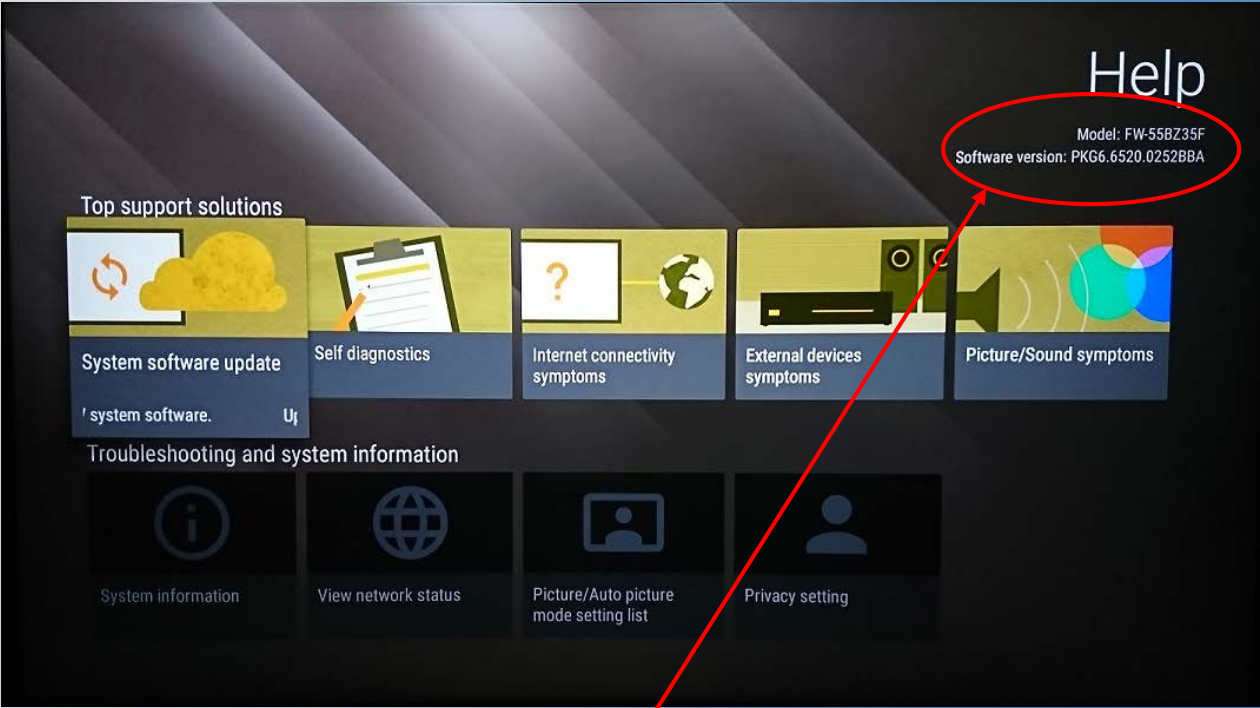 Help
Model: FW-55BZ35F
Software version: PKG6.6520.0252BBA
Top support solutions
System software update
system software. Up
Self diagnostics
?
Internet connectivity
symptoms
External devices
symptoms
Picture/Sound symptoms
Troubleshooting and system information
System information
View network status
Picture/Auto picture
mode setting list
Privacy setting